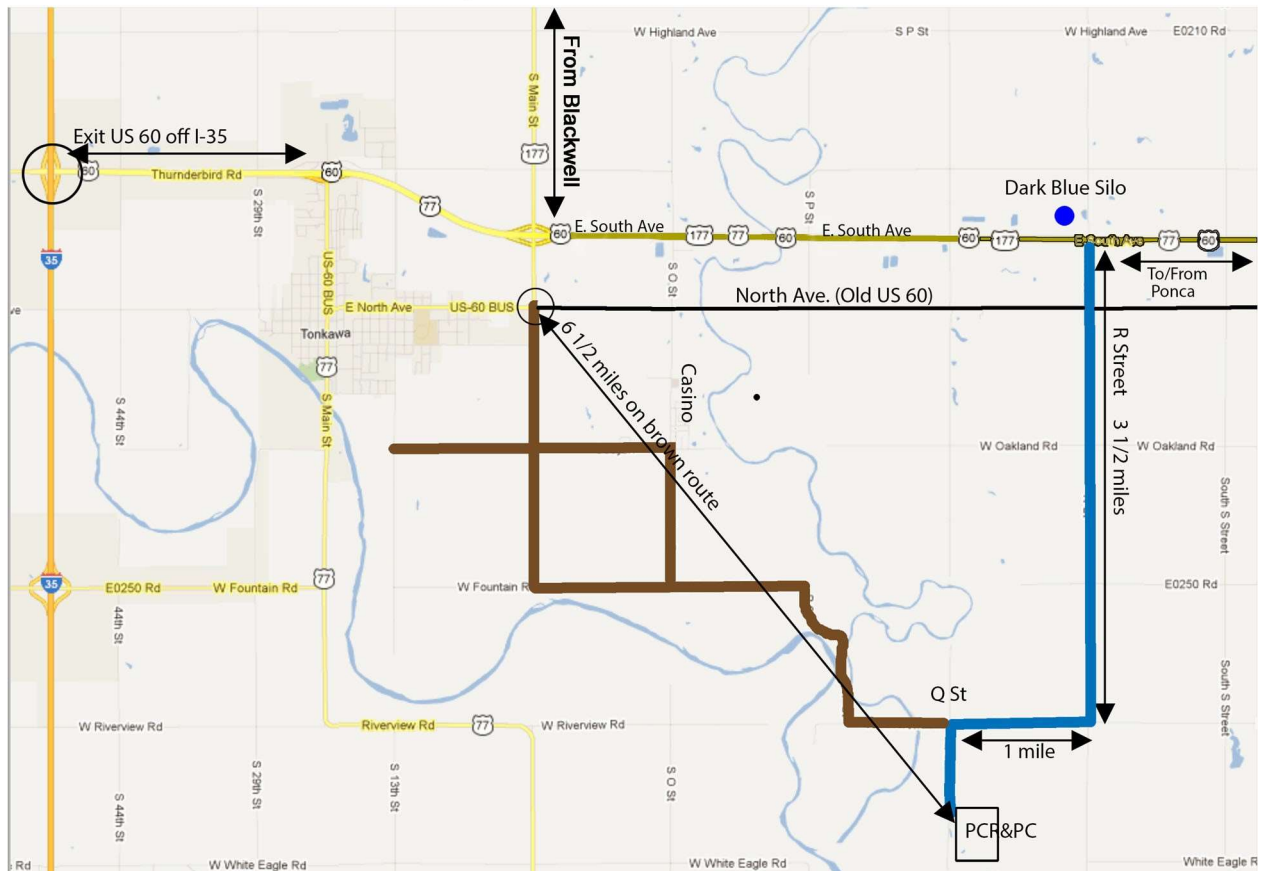 W Highland Ave
S P St
W Highland Ave
E0210 Rd
From Blackwell
S Main St
Exit US 60 off I-35
177
60
Thunderbird Rd
60
77
S 29th St
S P St
Dark Blue Silo
60
E. South Ave
177
77
60
E. South Ave
60
177
77
60
To/From
Ponca
35
US-60 BUS
S O St
North Ave. (Old US 60)
E North Ave
US-60 BUS
Tonkawa
77
S Main St
6 1/2 miles on brown route
Casino
R Street 3 1/2 miles
S 44th St
W Oakland Rd
W Oakland Rd
South S Street
35
E0250 Rd
W Fountain Rd
77
W Fountain R
E0250 Rd
44th St
South S Street
Q St
W Riverview Rd
Riverview Rd
77
W Riverview Rd
1 mile
S 44th St
S 29th St
S 13th St
S O St
PCR&PC
Rd
W White Eagle Rd
W White Eagle Rd
White Eagle R